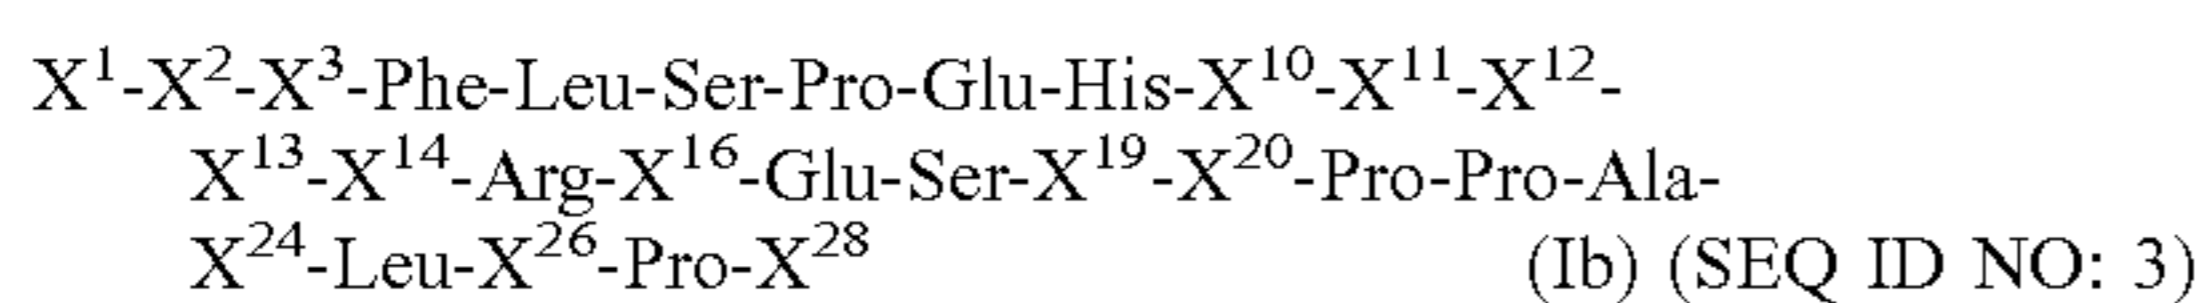 X¹-X²-X³-Phe-Leu-Ser-Pro-Glu-His-X¹⁰-X¹¹-X¹²-
X¹³-X¹⁴-Arg-X¹⁶-Glu-Ser-X¹⁹-X²⁰-Pro-Pro-Ala-
X²⁴-Leu-X²⁶-Pro-X²⁸ (Ib) (SEQ ID NO: 3)